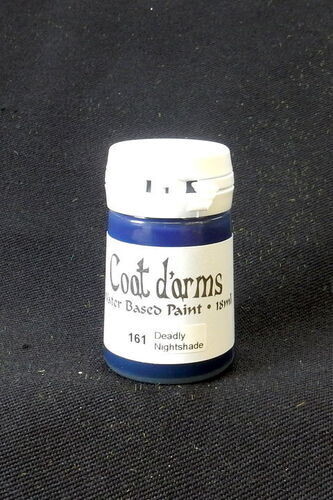 Coat d'arms
ater Based Paint • 18ml
161 Deadly
Nightshade